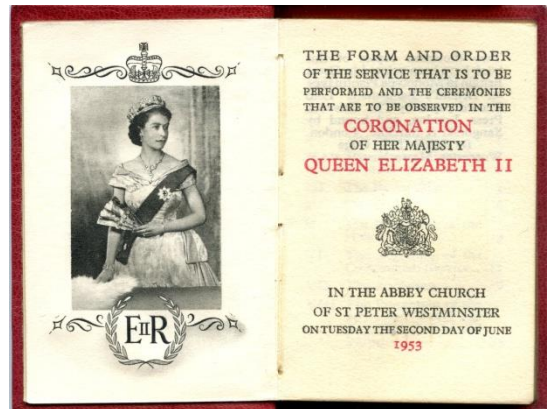 EIIR
THE FORM AND ORDER
OF THE SERVICE THAT IS TO BE
PERFORMED AND THE CEREMONIES
THAT ARE TO BE OBSERVED IN THE
CORONATION
OF HER MAJESTY
QUEEN ELIZABETH II
IN THE ABBEY CHURCH
OF ST PETER WESTMINSTER
ON TUESDAY THE SECOND DAY OF JUNE
1953